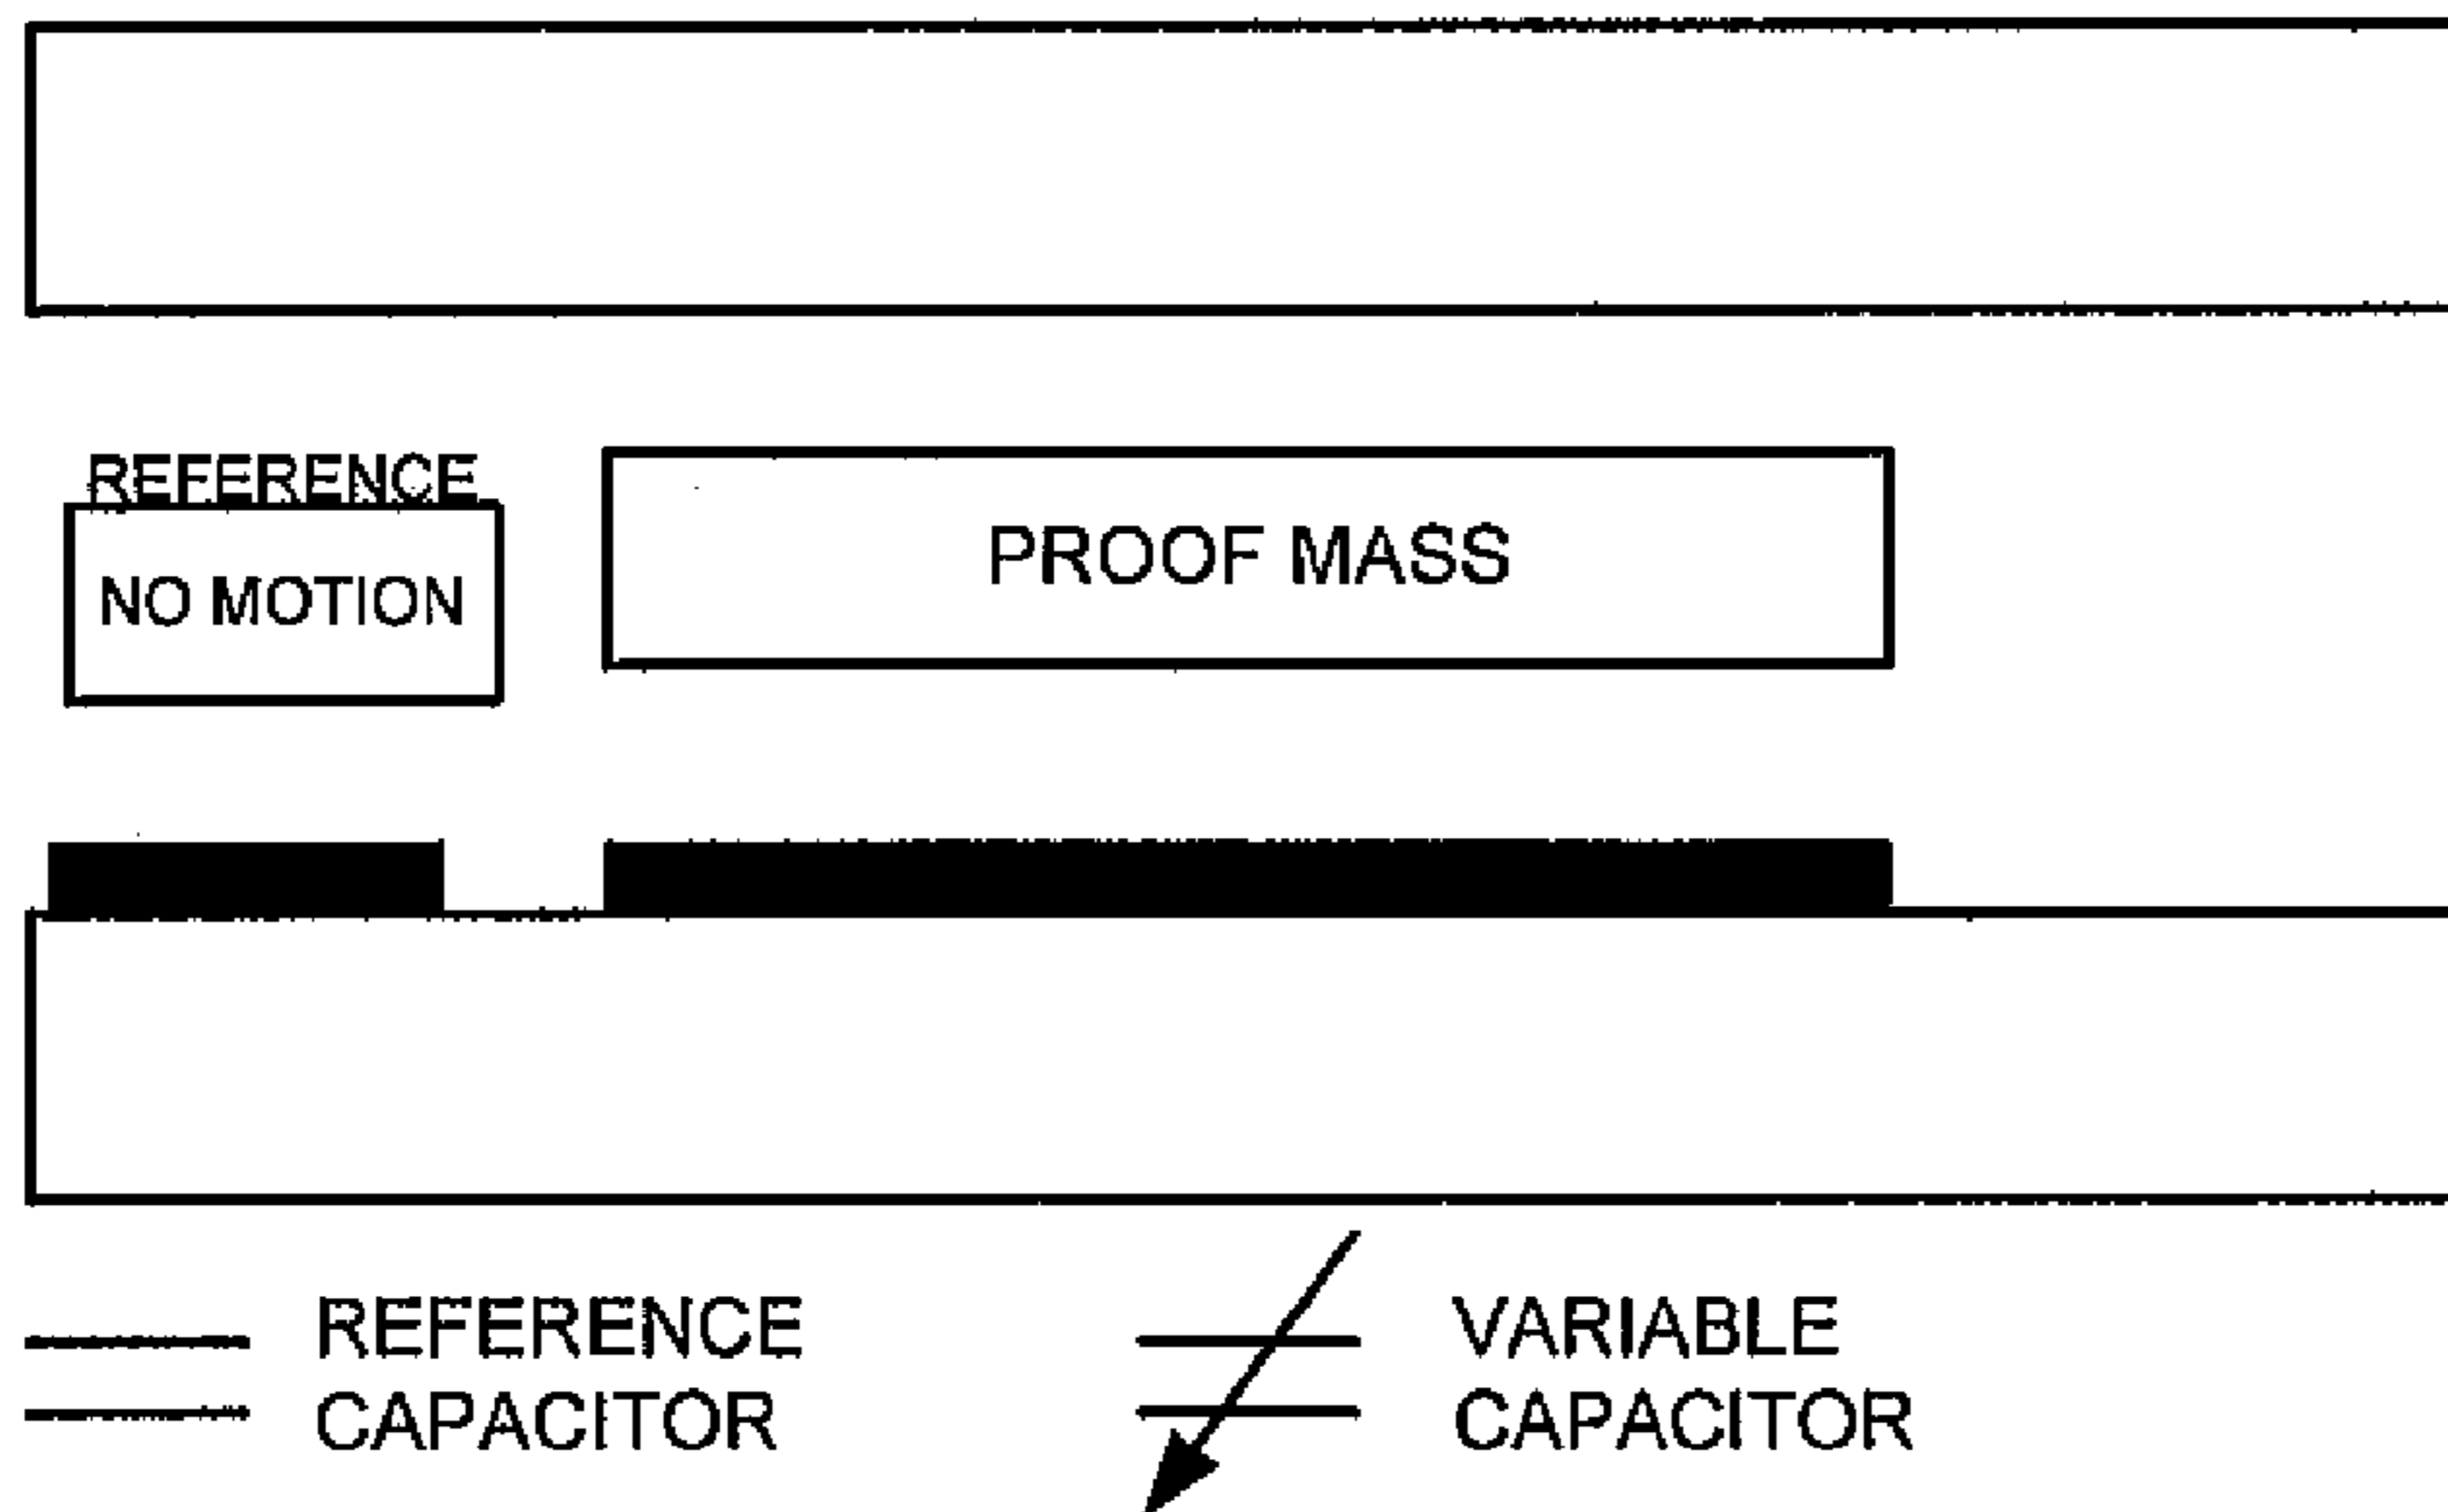 REFERENCE
NO MOTION
PROOF MASS
REFERENCE
CAPACITOR
VARIABLE
CAPACITOR